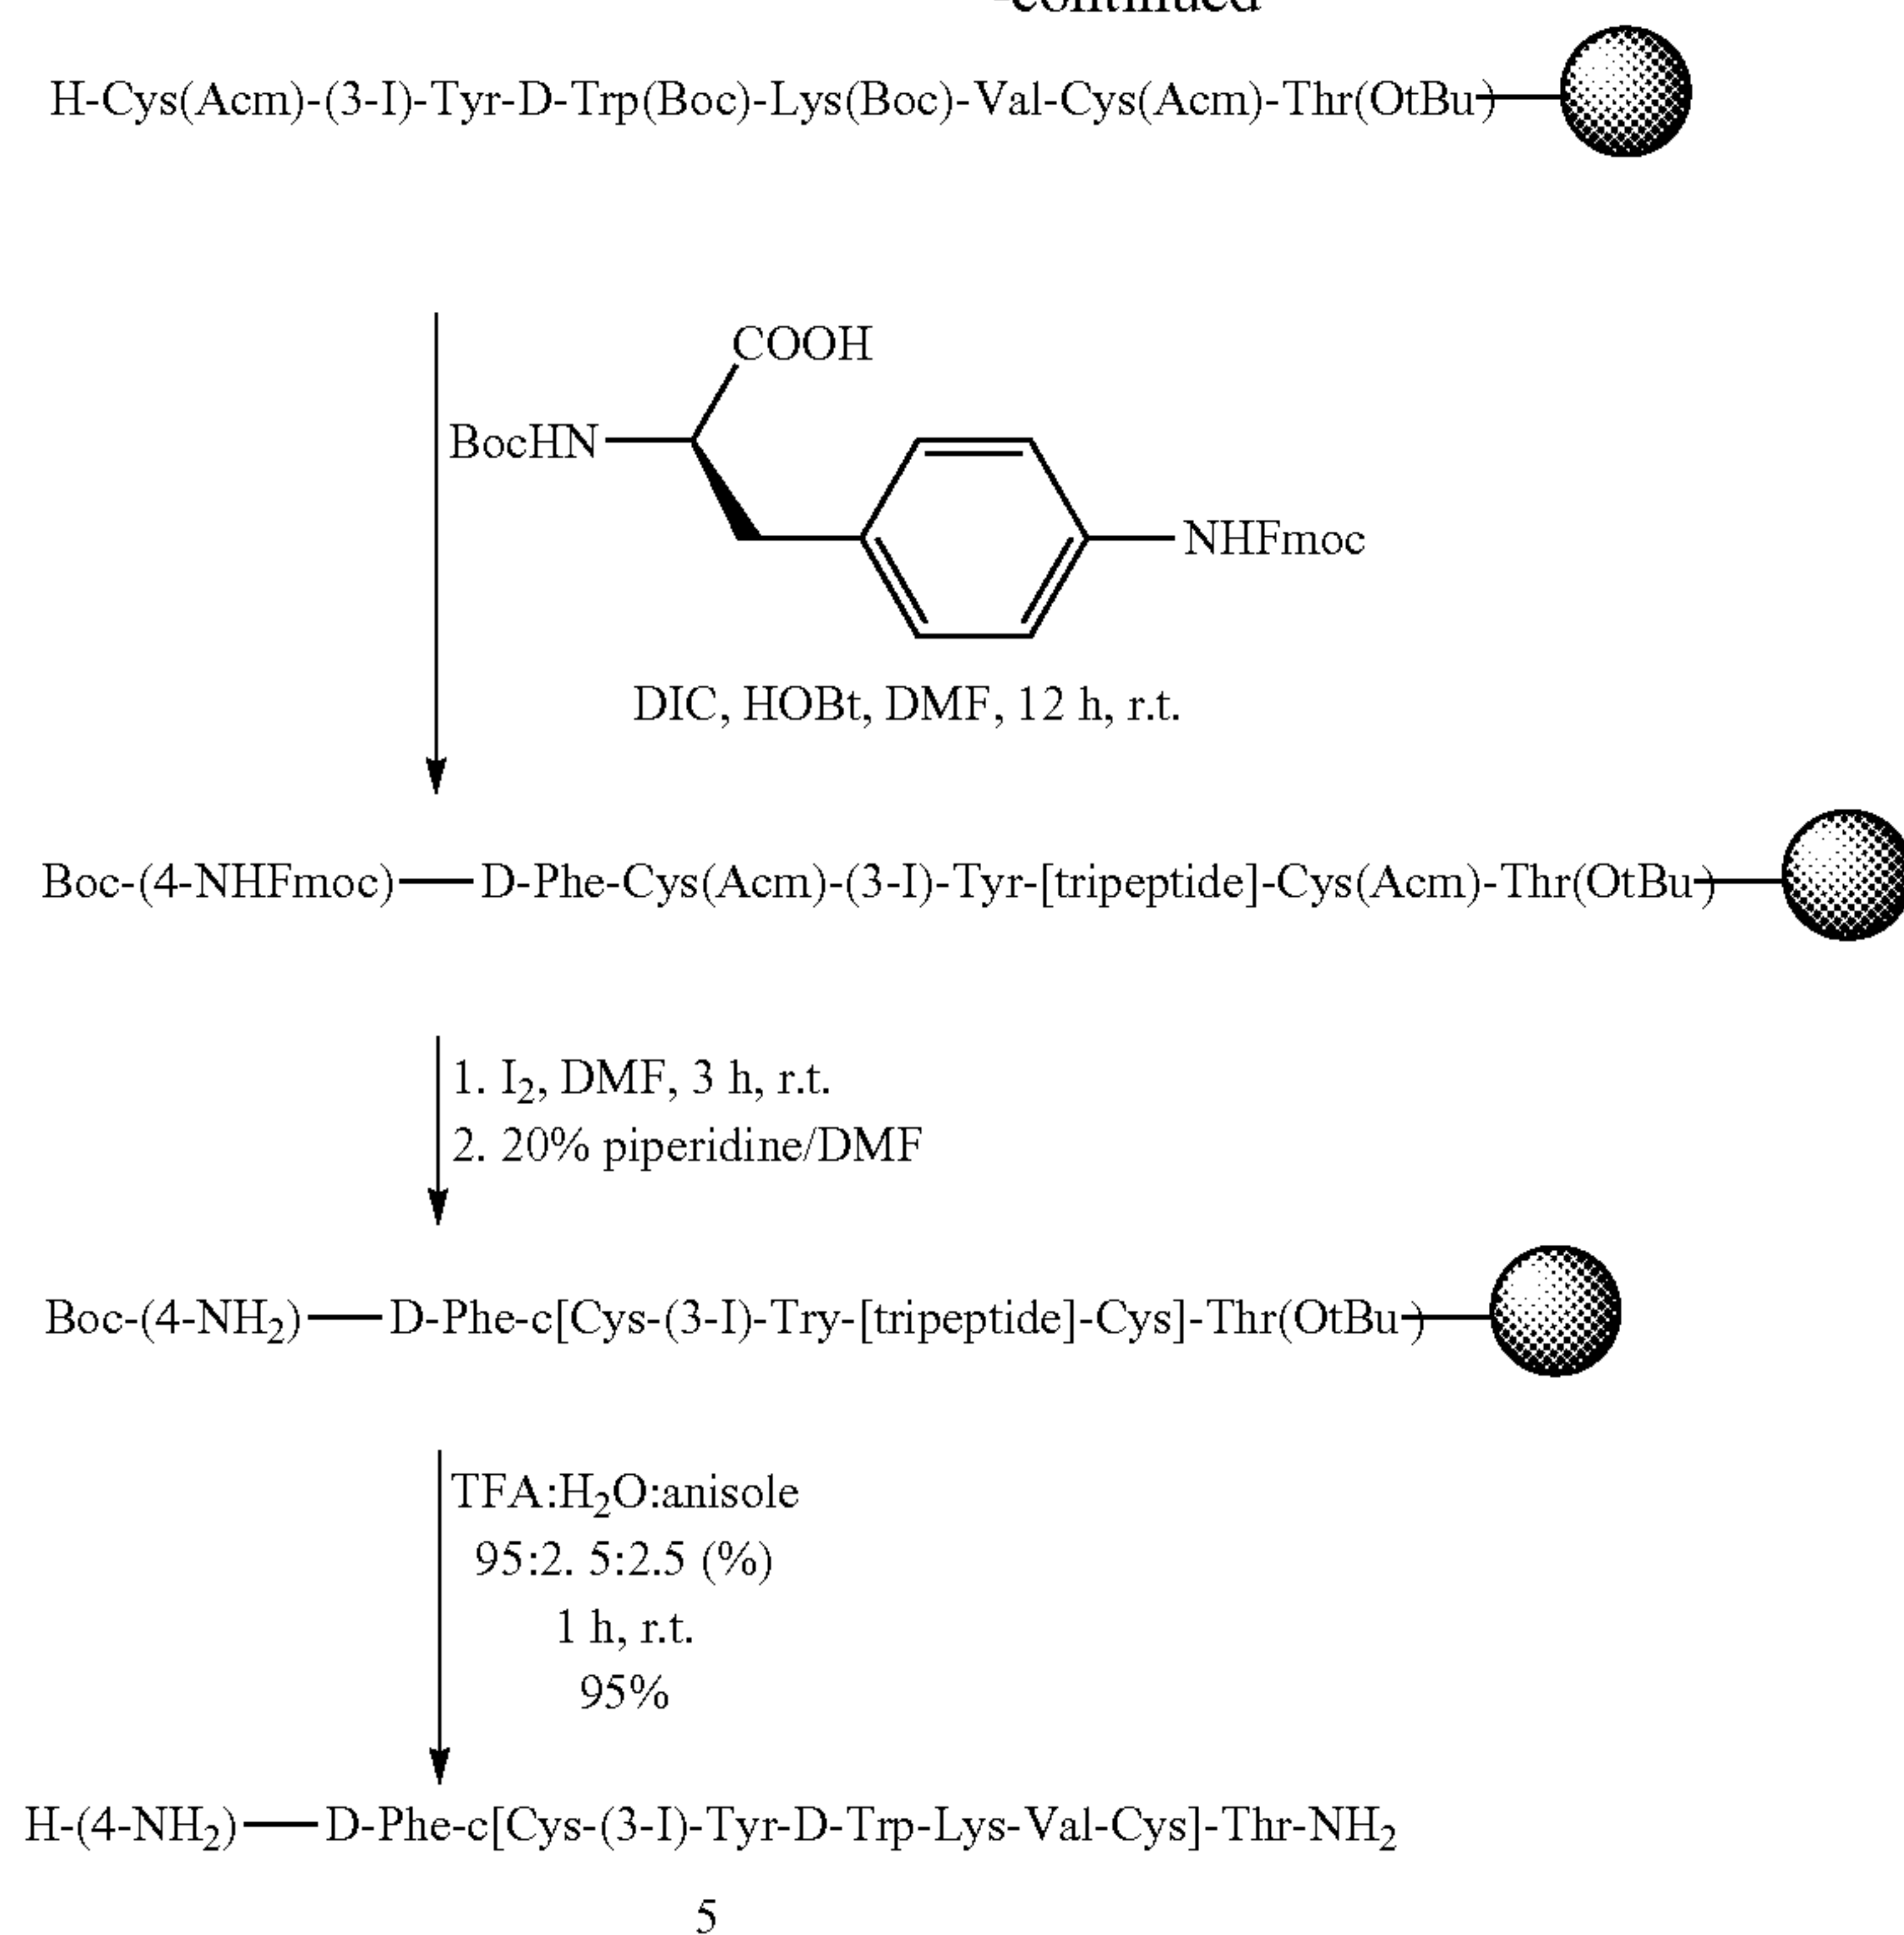 -continued
H-Cys(Acm)-(3-I)-Tyr-D-Trp(Boc)-Lys(Boc)-Val-Cys(Acm)-Thr(OtBu)
COOH
BocHN
NHFmoc
DIC, HOBt, DMF, 12 h, r.t.
Boc-(4-NHFmoc)—D-Phe-Cys(Acm)-(3-I)-Tyr-[tripeptide]-Cys(Acm)-Thr(OtBu)
1. I2, DMF, 3 h, r.t.
2. 20% piperidine/DMF
Boc-(4-NH2)—D-Phe-c[Cys-(3-I)-Try-[tripeptide]-Cys]-Thr(OtBu)
TFA:H2O:anisole
95:2. 5:2.5 (%)
1 h, r.t.
95%
H-(4-NH2)—D-Phe-c[Cys-(3-I)-Tyr-D-Trp-Lys-Val-Cys]-Thr-NH2
5